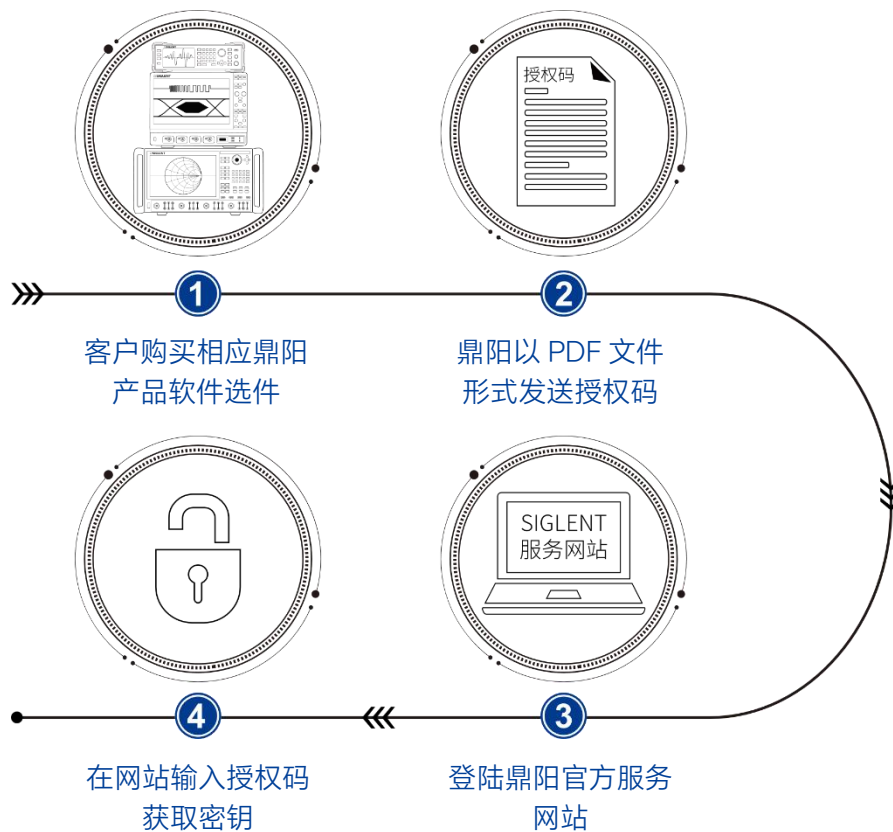 授权码
1
2
客户购买相应鼎阳
产品软件选件
鼎阳以 PDF 文件
形式发送授权码
SIGLENT
服务网站
3
4
登陆鼎阳官方服务
网站
在网站输入授权码
获取密钥